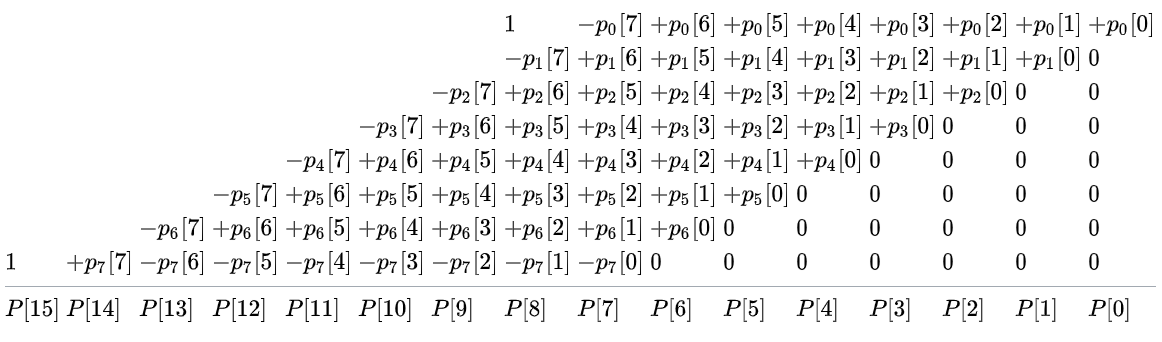 1 −p₀[7] +p₀[6] +p₀[5] +p₀[4] +p₀[3] +p₀[2] +p₀[1] +p₀[0]
−p₁[7] +p₁[6] +p₁[5] +p₁[4] +p₁[3] +p₁[2] +p₁[1] +p₁[0] 0
−p₂[7] +p₂[6] +p₂[5] +p₂[4] +p₂[3] +p₂[2] +p₂[1] +p₂[0] 0 0
−p₃[7] +p₃[6] +p₃[5] +p₃[4] +p₃[3] +p₃[2] +p₃[1] +p₃[0] 0 0 0
−p₄[7] +p₄[6] +p₄[5] +p₄[4] +p₄[3] +p₄[2] +p₄[1] +p₄[0] 0 0 0 0
−p₅[7] +p₅[6] +p₅[5] +p₅[4] +p₅[3] +p₅[2] +p₅[1] +p₅[0] 0 0 0 0 0
−p₆[7] +p₆[6] +p₆[5] +p₆[4] +p₆[3] +p₆[2] +p₆[1] +p₆[0] 0 0 0 0 0 0
1 +p₇[7] −p₇[6] −p₇[5] −p₇[4] −p₇[3] −p₇[2] −p₇[1] −p₇[0] 0 0 0 0 0 0 0
P[15] P[14] P[13] P[12] P[11] P[10] P[9] P[8] P[7] P[6] P[5] P[4] P[3] P[2] P[1] P[0]